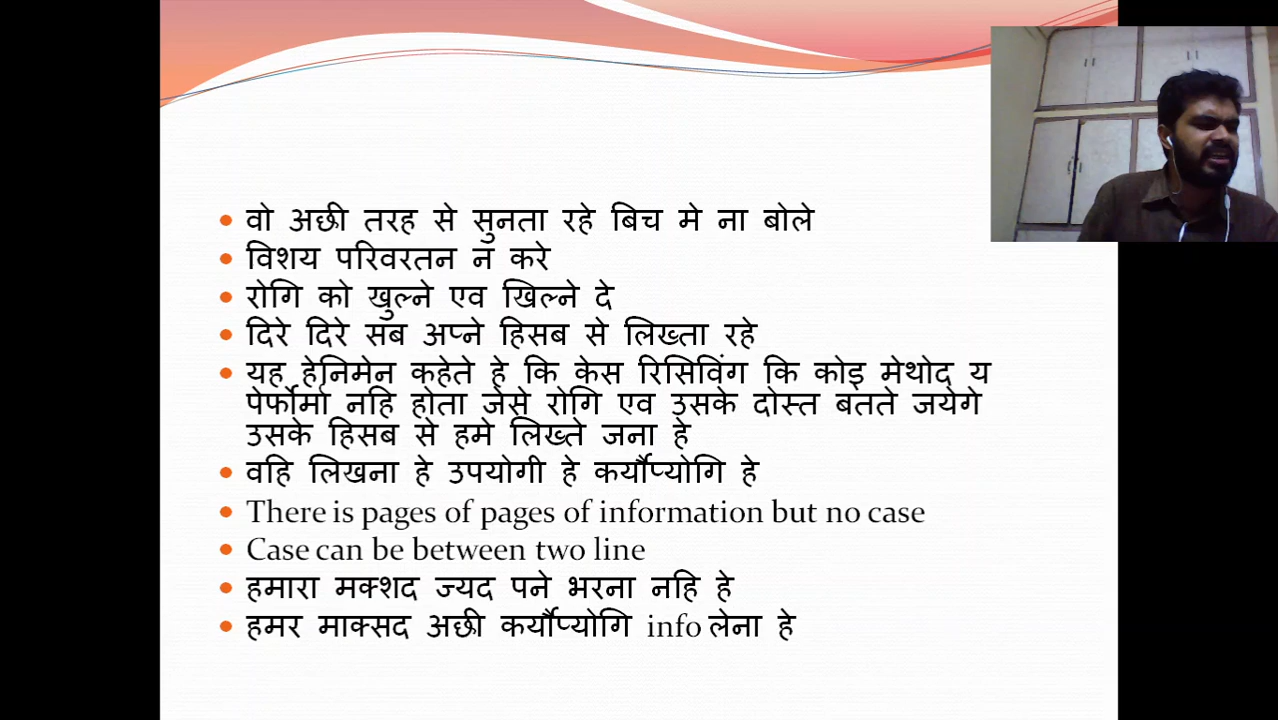 वो अछी तरह से सुनता रहे बिच मे ना बोले
विशय परिवरतन न करे
रोगि को खुल्ने एव खिल्ने दे
दिरे दिरे सब अप्ने हिसब से लिख्ता रहे
यह हेनिमेन कहेते हे कि केस रिसिविंग कि कोइ मेथोद य
पेर्फोर्मा नहि होता जेसे रोगि एव उसके दोस्त बतते जयेगे
उसके हिसब से हमे लिख्ते जना हे
वहि लिखना हे उपयोगी हे कर्यौप्योगि हे
There is pages of pages of information but no case
Case can be between two line
हमारा मक्शद ज्यद पने भरना नहि हे
हमर माक्सद अछी कर्यौप्योगि info लेना हे